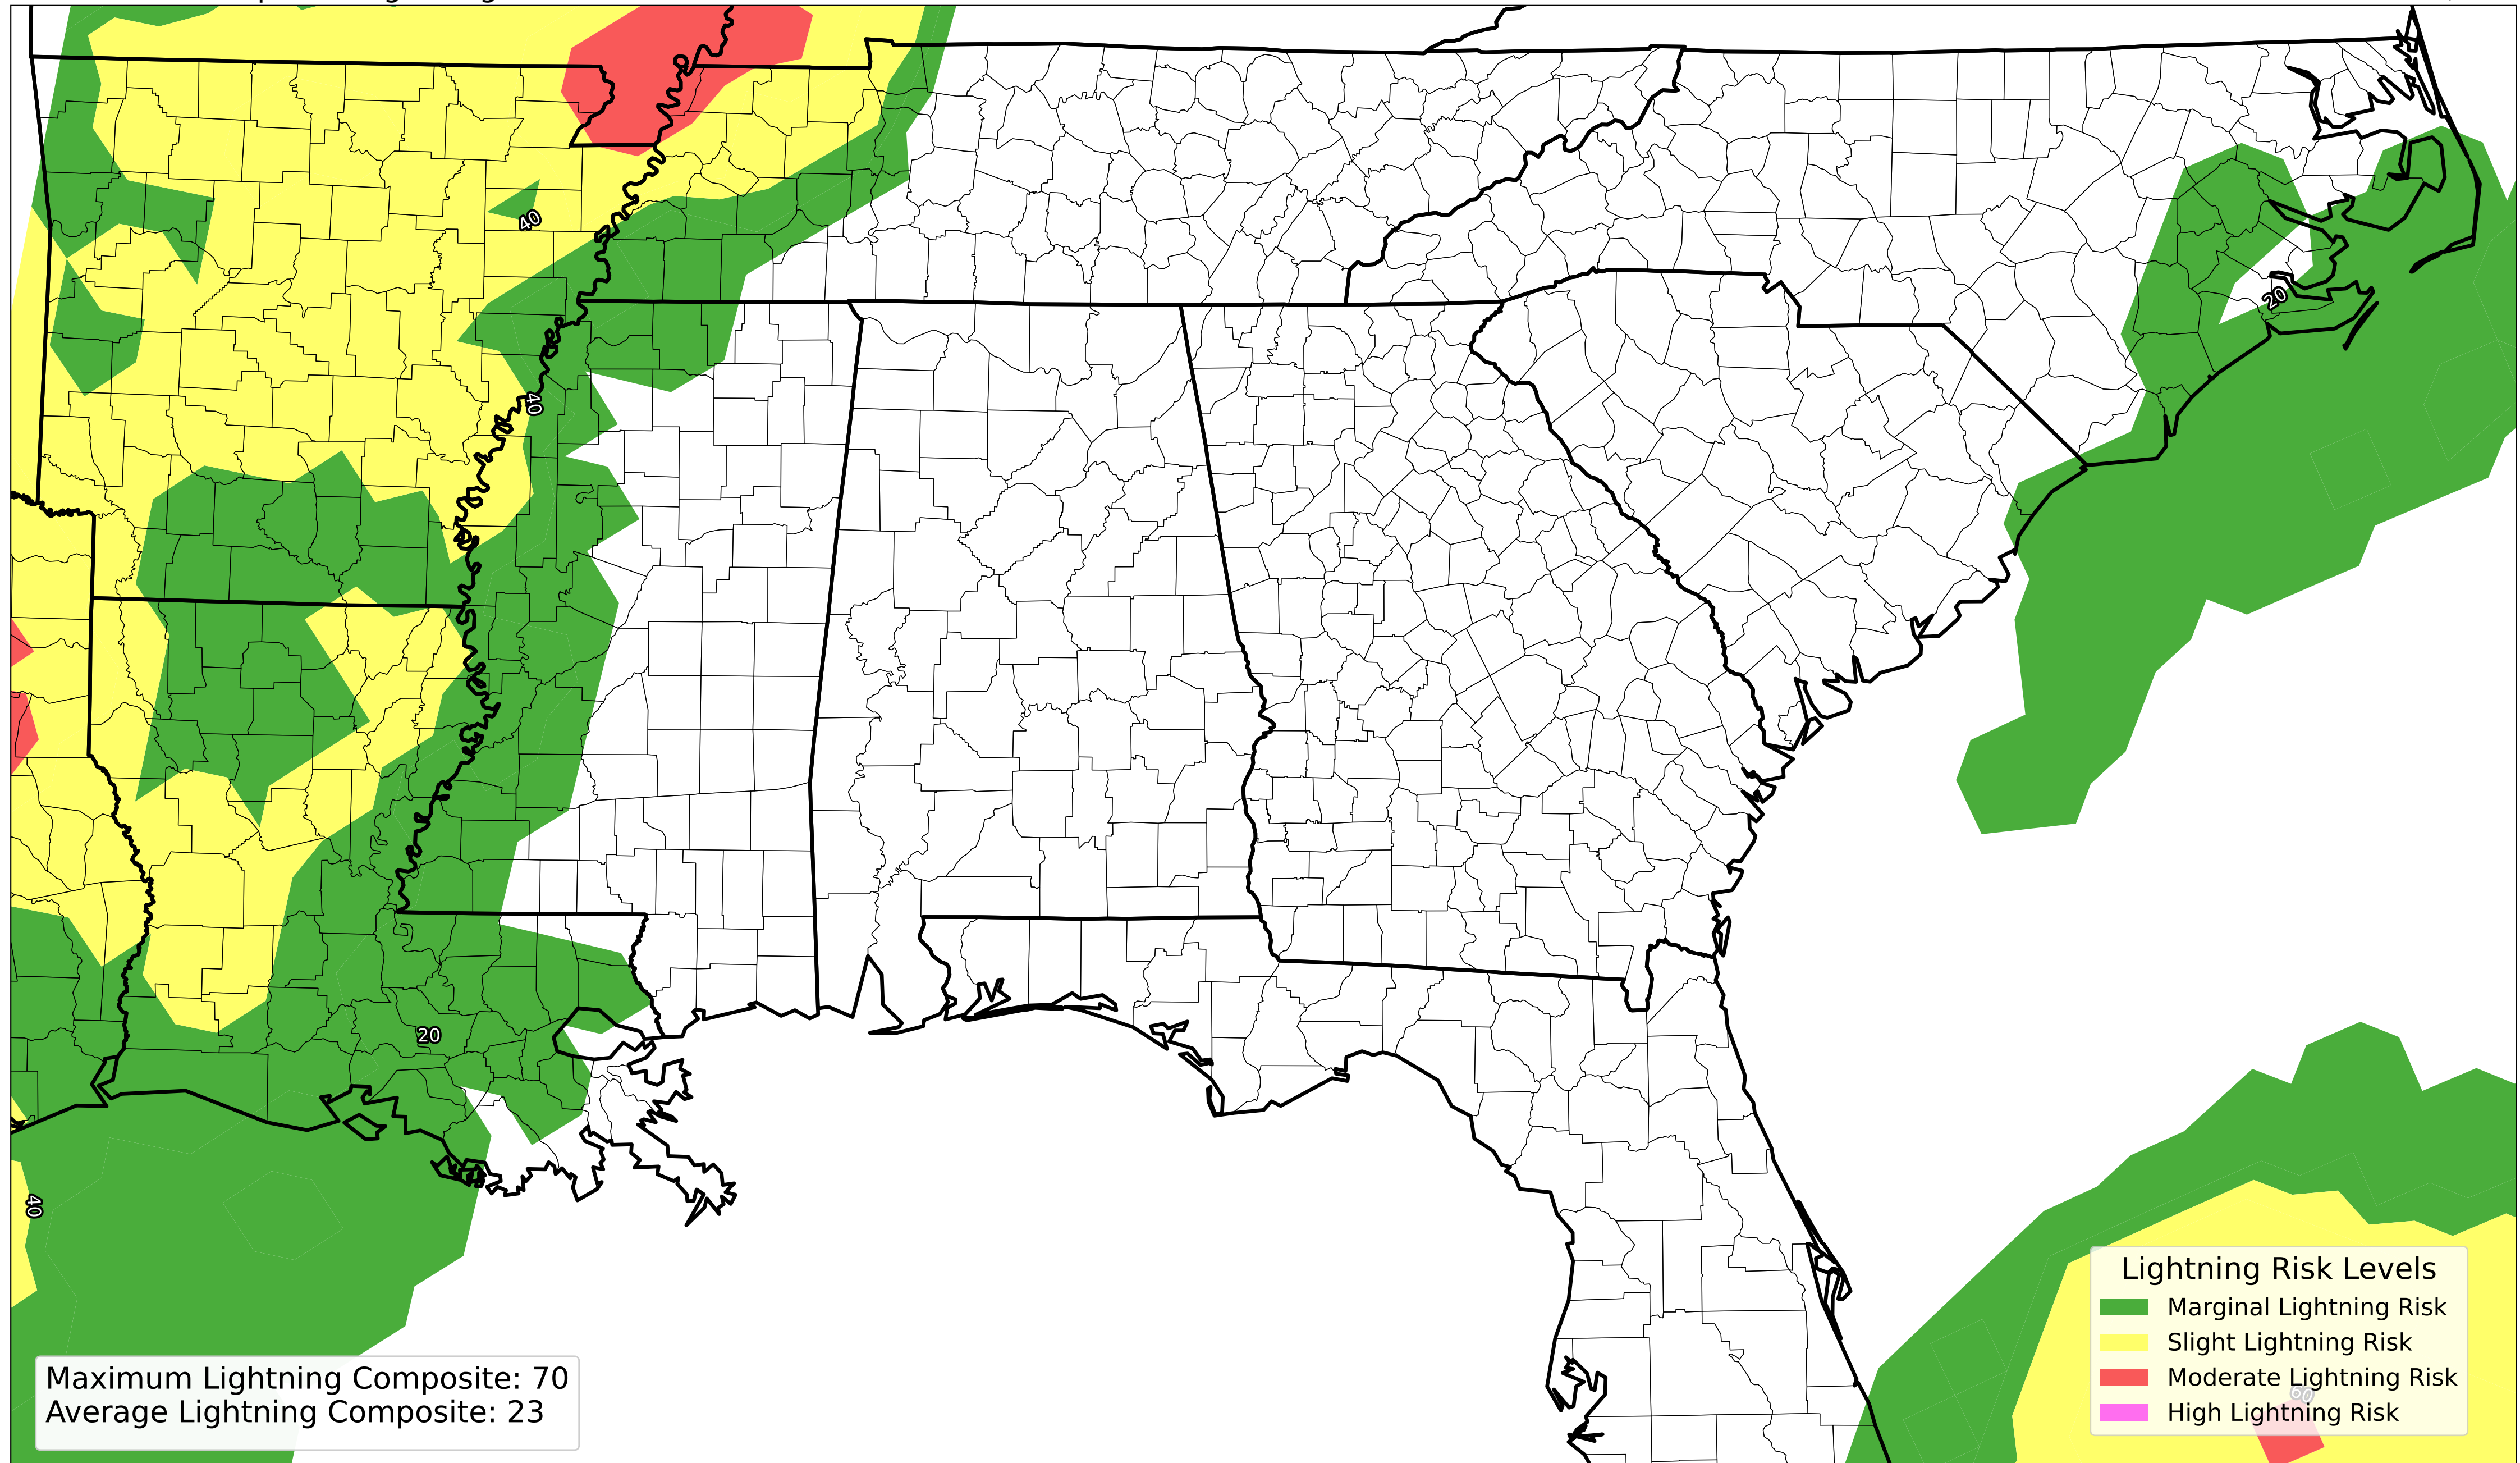 40
40
20
20
40
Lightning Risk Levels
Marginal Lightning Risk
Slight Lightning Risk
Moderate Lightning Risk
60
High Lightning Risk
Maximum Lightning Composite: 70
Average Lightning Composite: 23